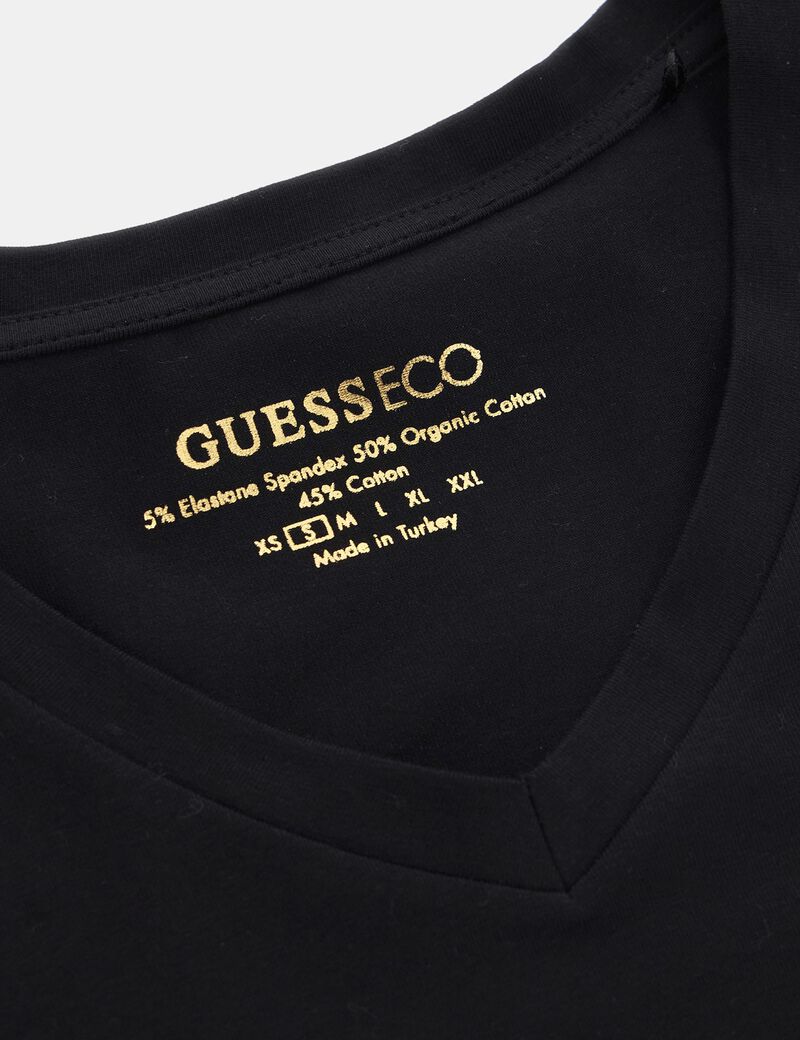 GUESSECO
5% Elastane Spandex 50% Organic Cotton
45% Cotton
XS S M L XL XXL
Made in Turkey